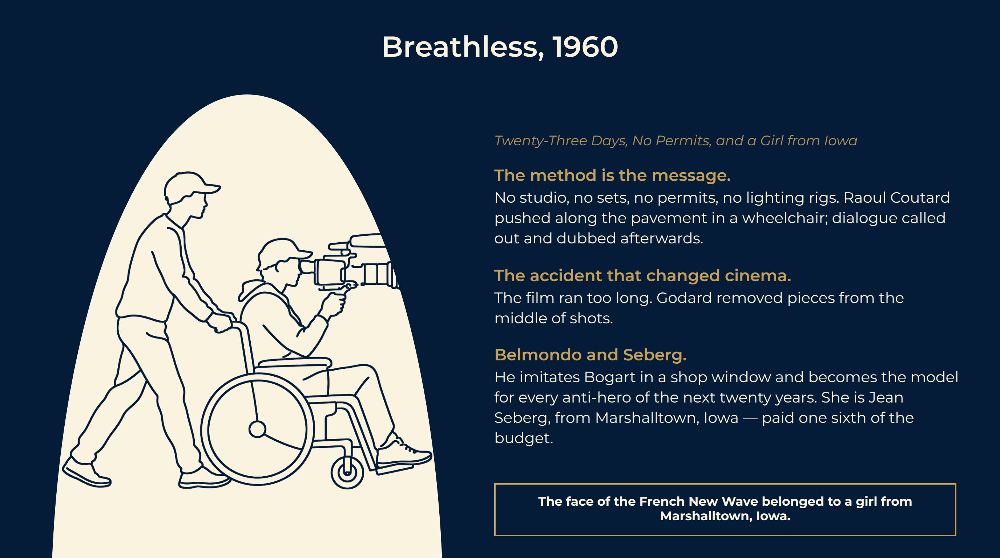 Breathless, 1960
Twenty-Three Days, No Permits, and a Girl from Iowa
The method is the message.
No studio, no sets, no permits, no lighting rigs. Raoul Coutard
pushed along the pavement in a wheelchair; dialogue called
out and dubbed afterwards.
The accident that changed cinema.
The film ran too long. Godard removed pieces from the
middle of shots.
Belmondo and Seberg.
He imitates Bogart in a shop window and becomes the model
for every anti-hero of the next twenty years. She is Jean
Seberg, from Marshalltown, Iowa — paid one sixth of the
budget.
The face of the French New Wave belonged to a girl from
Marshalltown, Iowa.